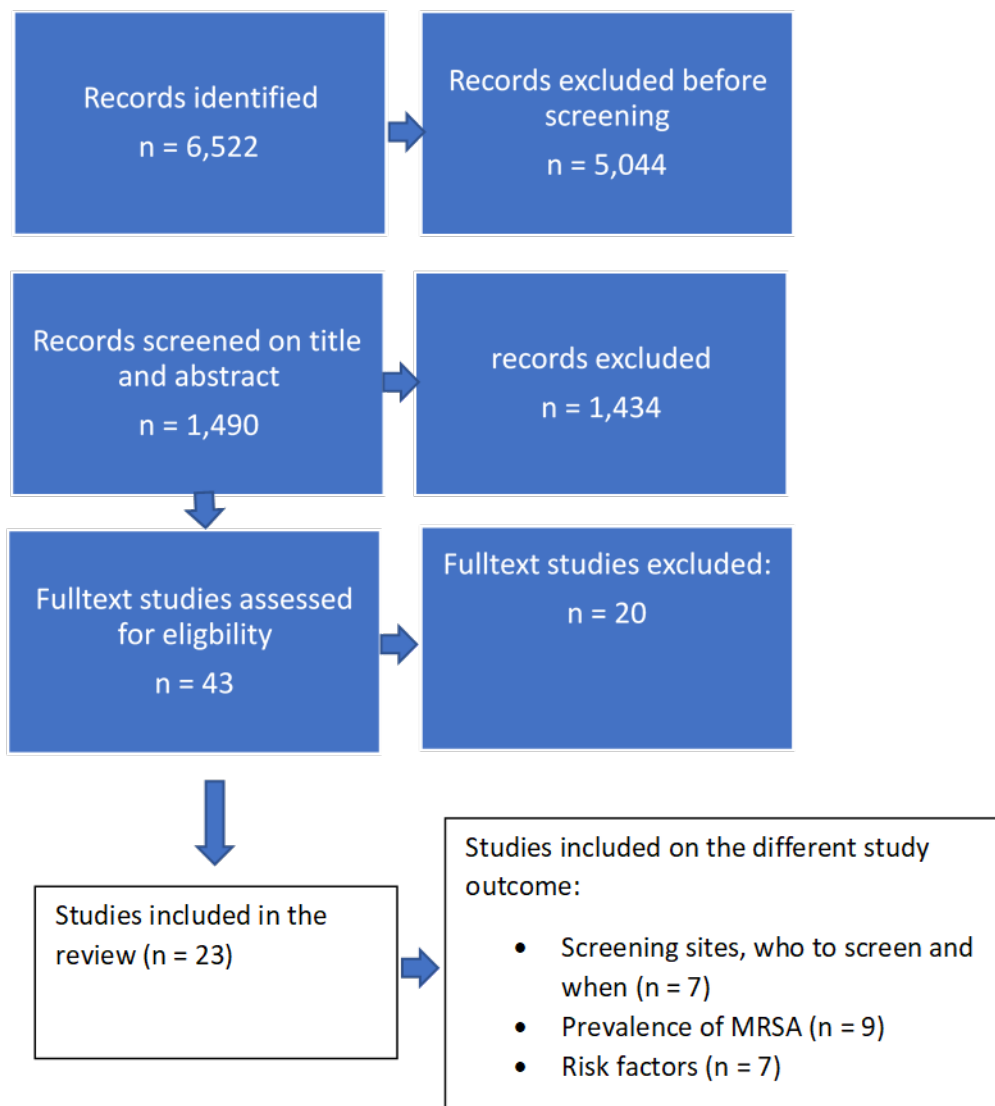 Records identified
n = 6,522
Records excluded before
screening
n = 5,044
Records screened on title
and abstract
n = 1,490
records excluded
n = 1,434
Fulltext studies assessed
for eligbility
n = 43
Fulltext studies excluded:
n = 20
Studies included in the
review (n = 23)
Studies included on the different study
outcome:
• Screening sites, who to screen and
when (n = 7)
• Prevalence of MRSA (n = 9)
• Risk factors (n = 7)